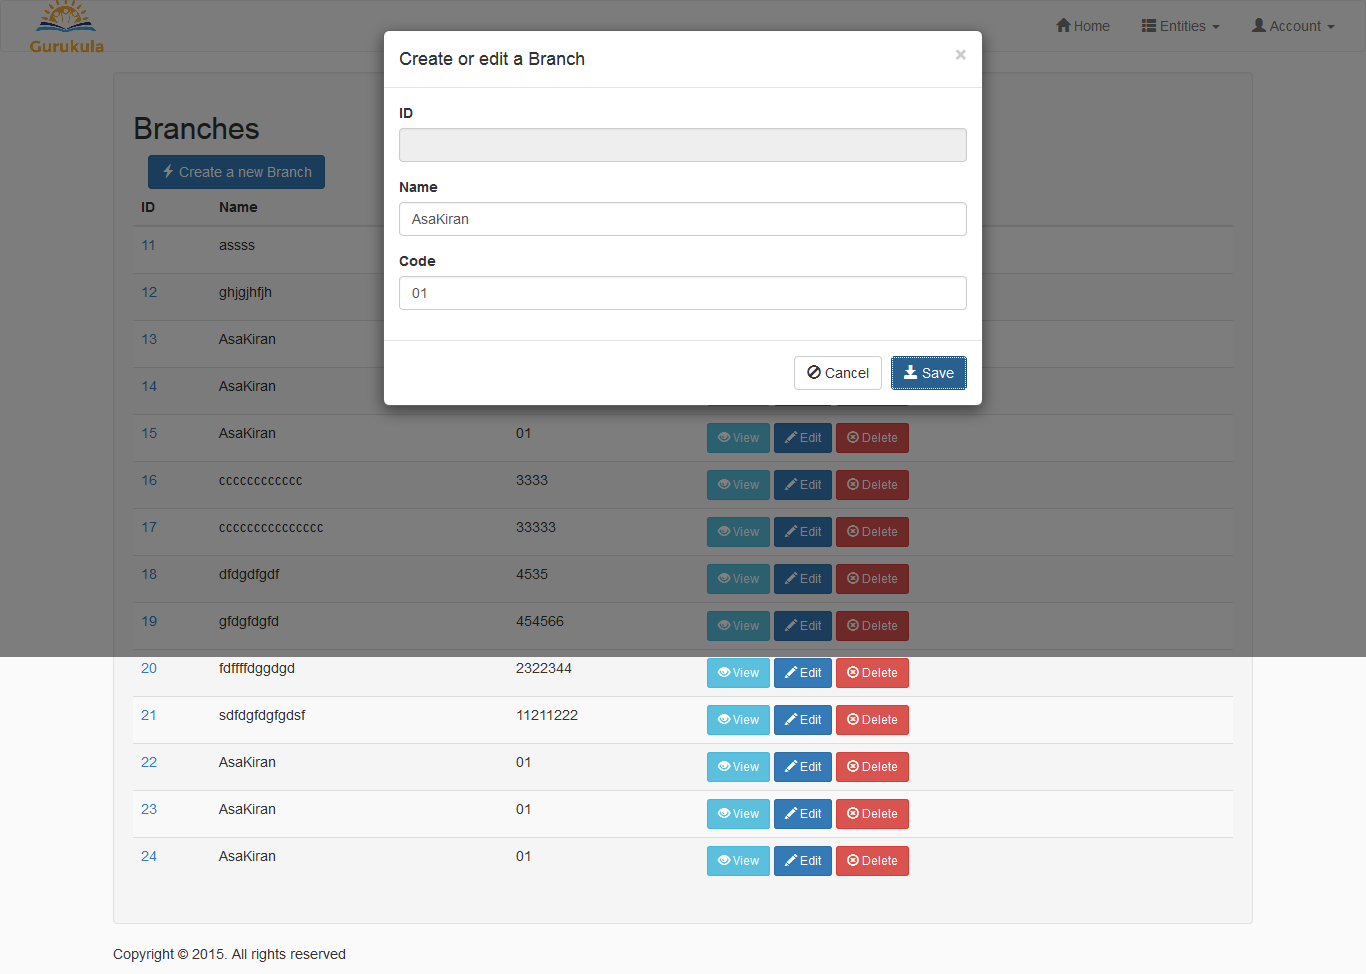 Gurukula
Home Entities Account
Create or edit a Branch ×
ID
Name
AsaKiran
Code
01
Cancel Save
Branches
Create a new Branch
ID Name
11 assss
12 ghjgjhfjh
13 AsaKiran
14 AsaKiran
15 AsaKiran 01 View Edit Delete
16 cccccccccccc 3333 View Edit Delete
17 ccccccccccccccc 33333 View Edit Delete
18 dfdgdfgdf 4535 View Edit Delete
19 gfdgfdgfd 454566 View Edit Delete
20 fdffffdggdgd 2322344 View Edit Delete
21 sdfdgfdgfgdsf 11211222 View Edit Delete
22 AsaKiran 01 View Edit Delete
23 AsaKiran 01 View Edit Delete
24 AsaKiran 01 View Edit Delete
Copyright © 2015. All rights reserved